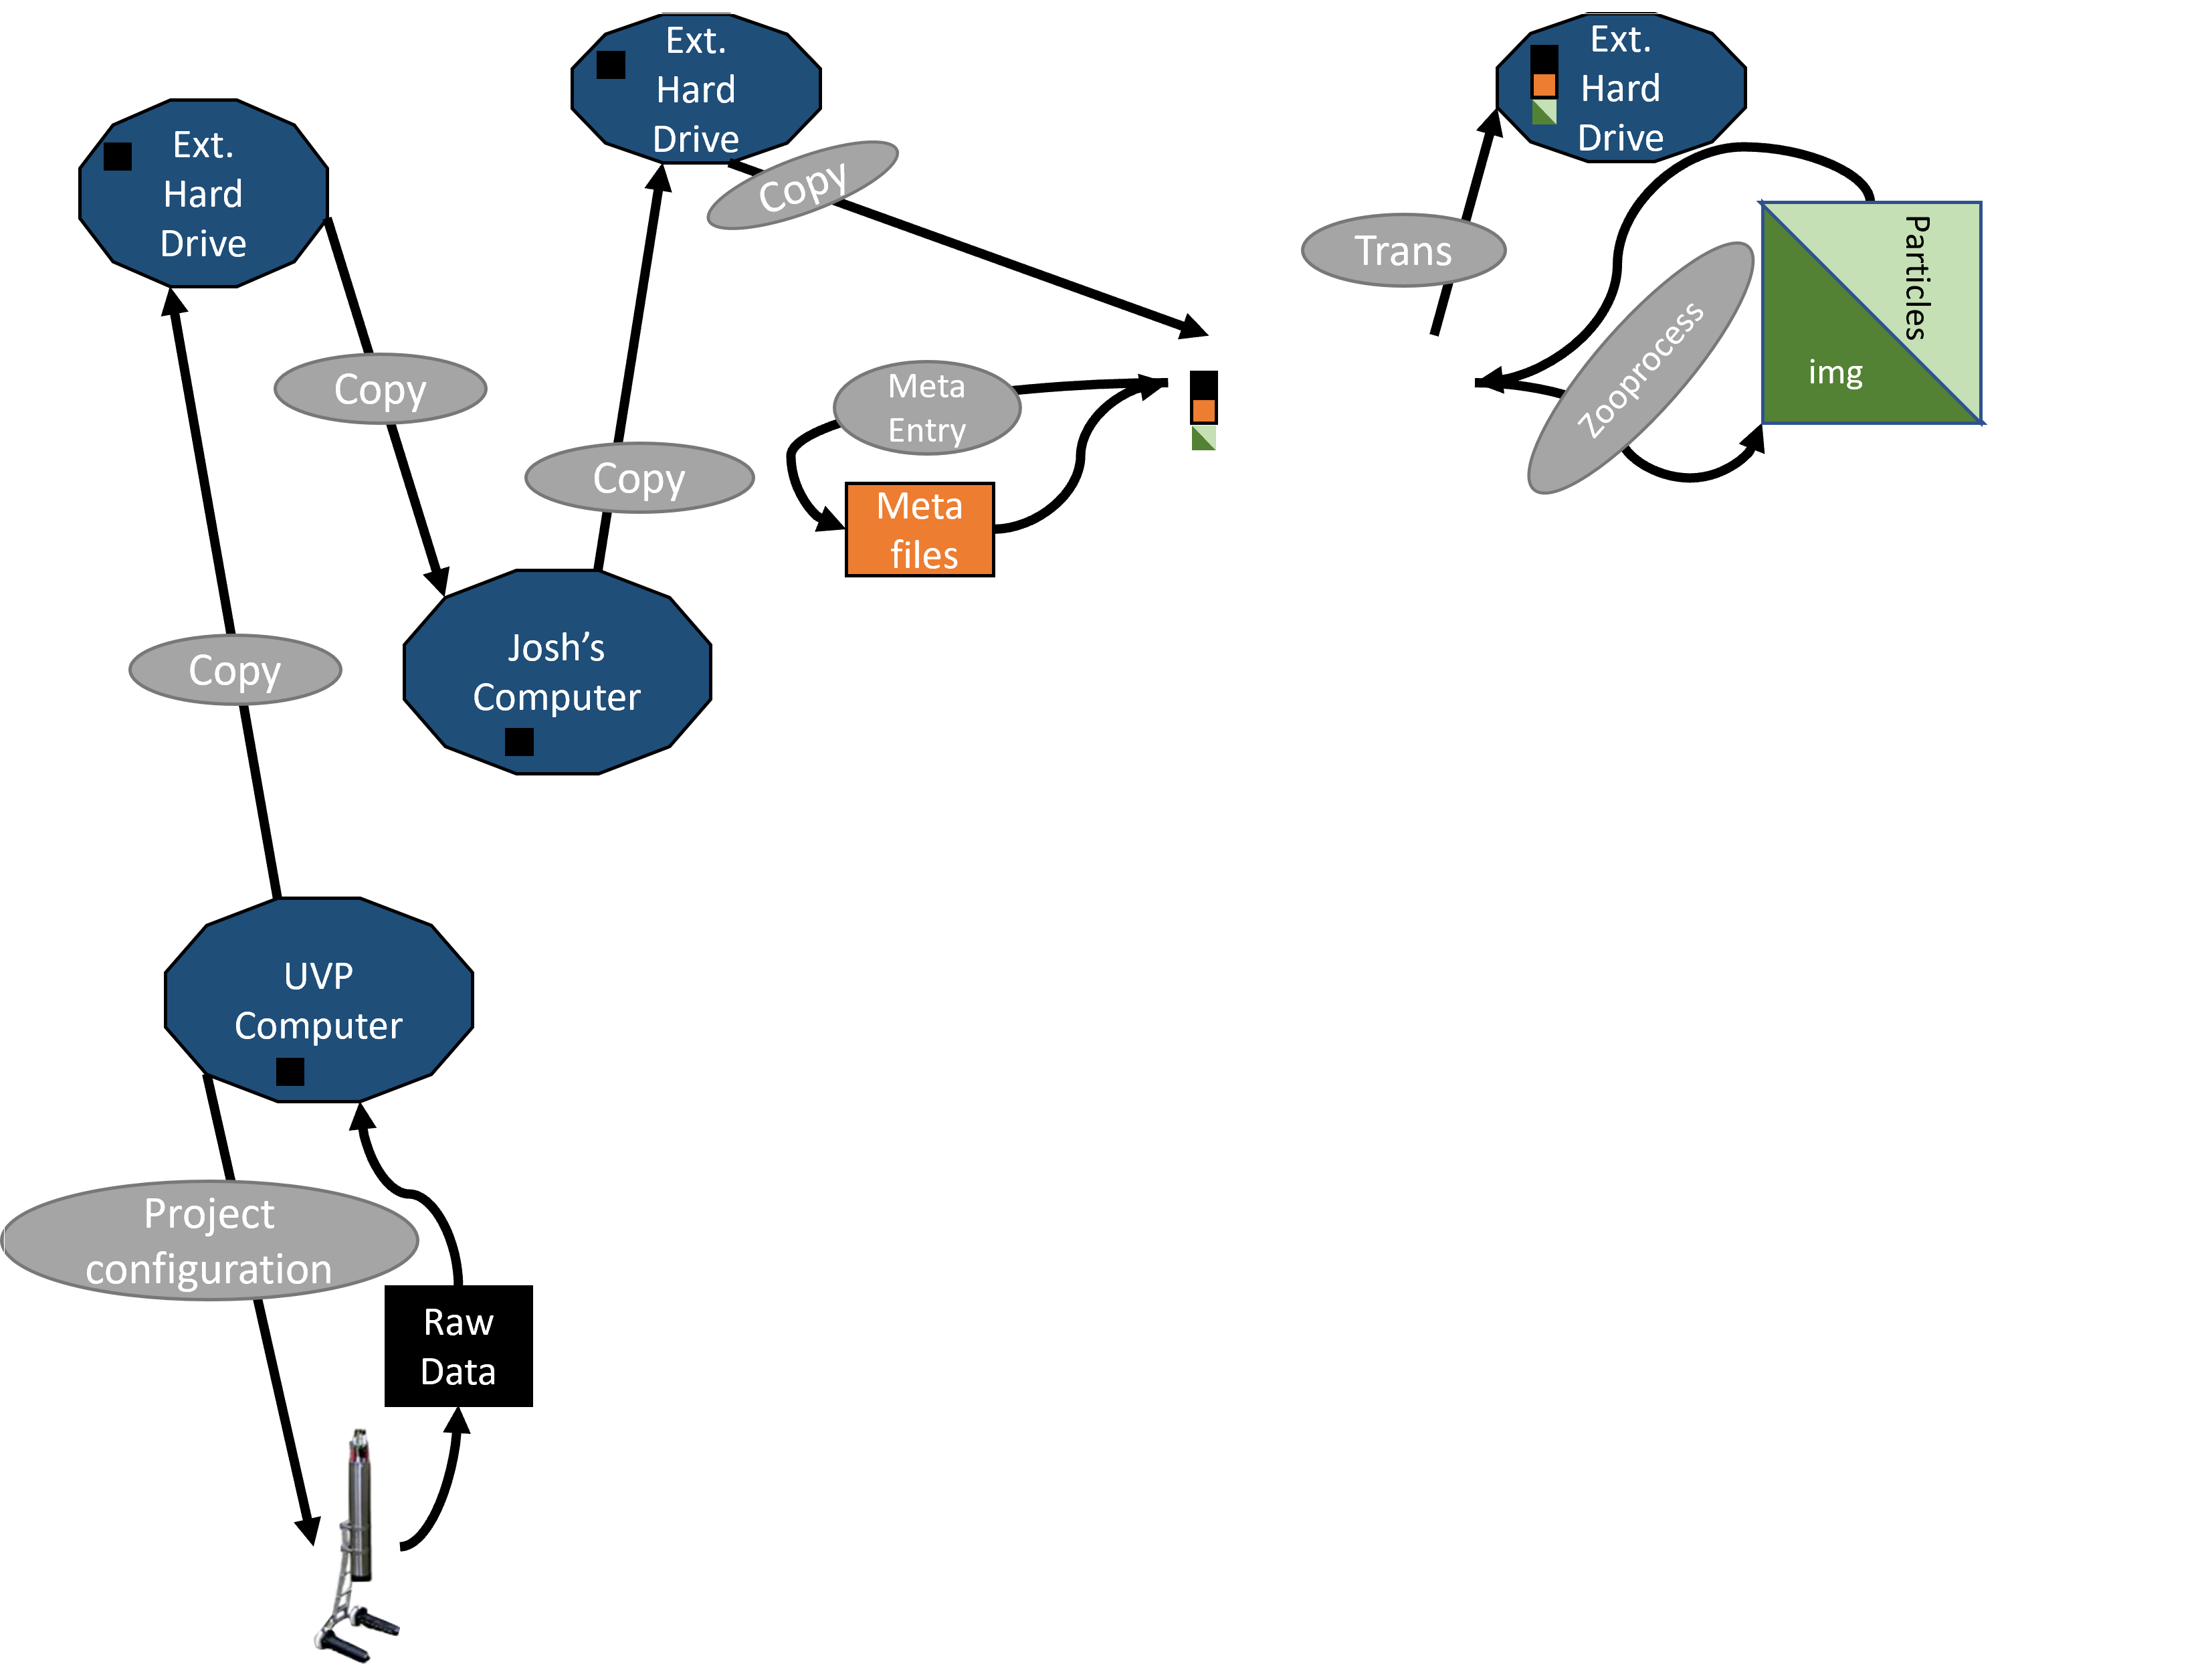 Ext.
Hard
Drive
Copy
Copy
Ext.
Hard
Drive
Copy
Copy
Josh’s
Computer
UVP
Computer
Project
configuration
Raw
Data
Meta
Entry
Meta
files
Trans
Ext.
Hard
Drive
Zooprocess
Particles
img